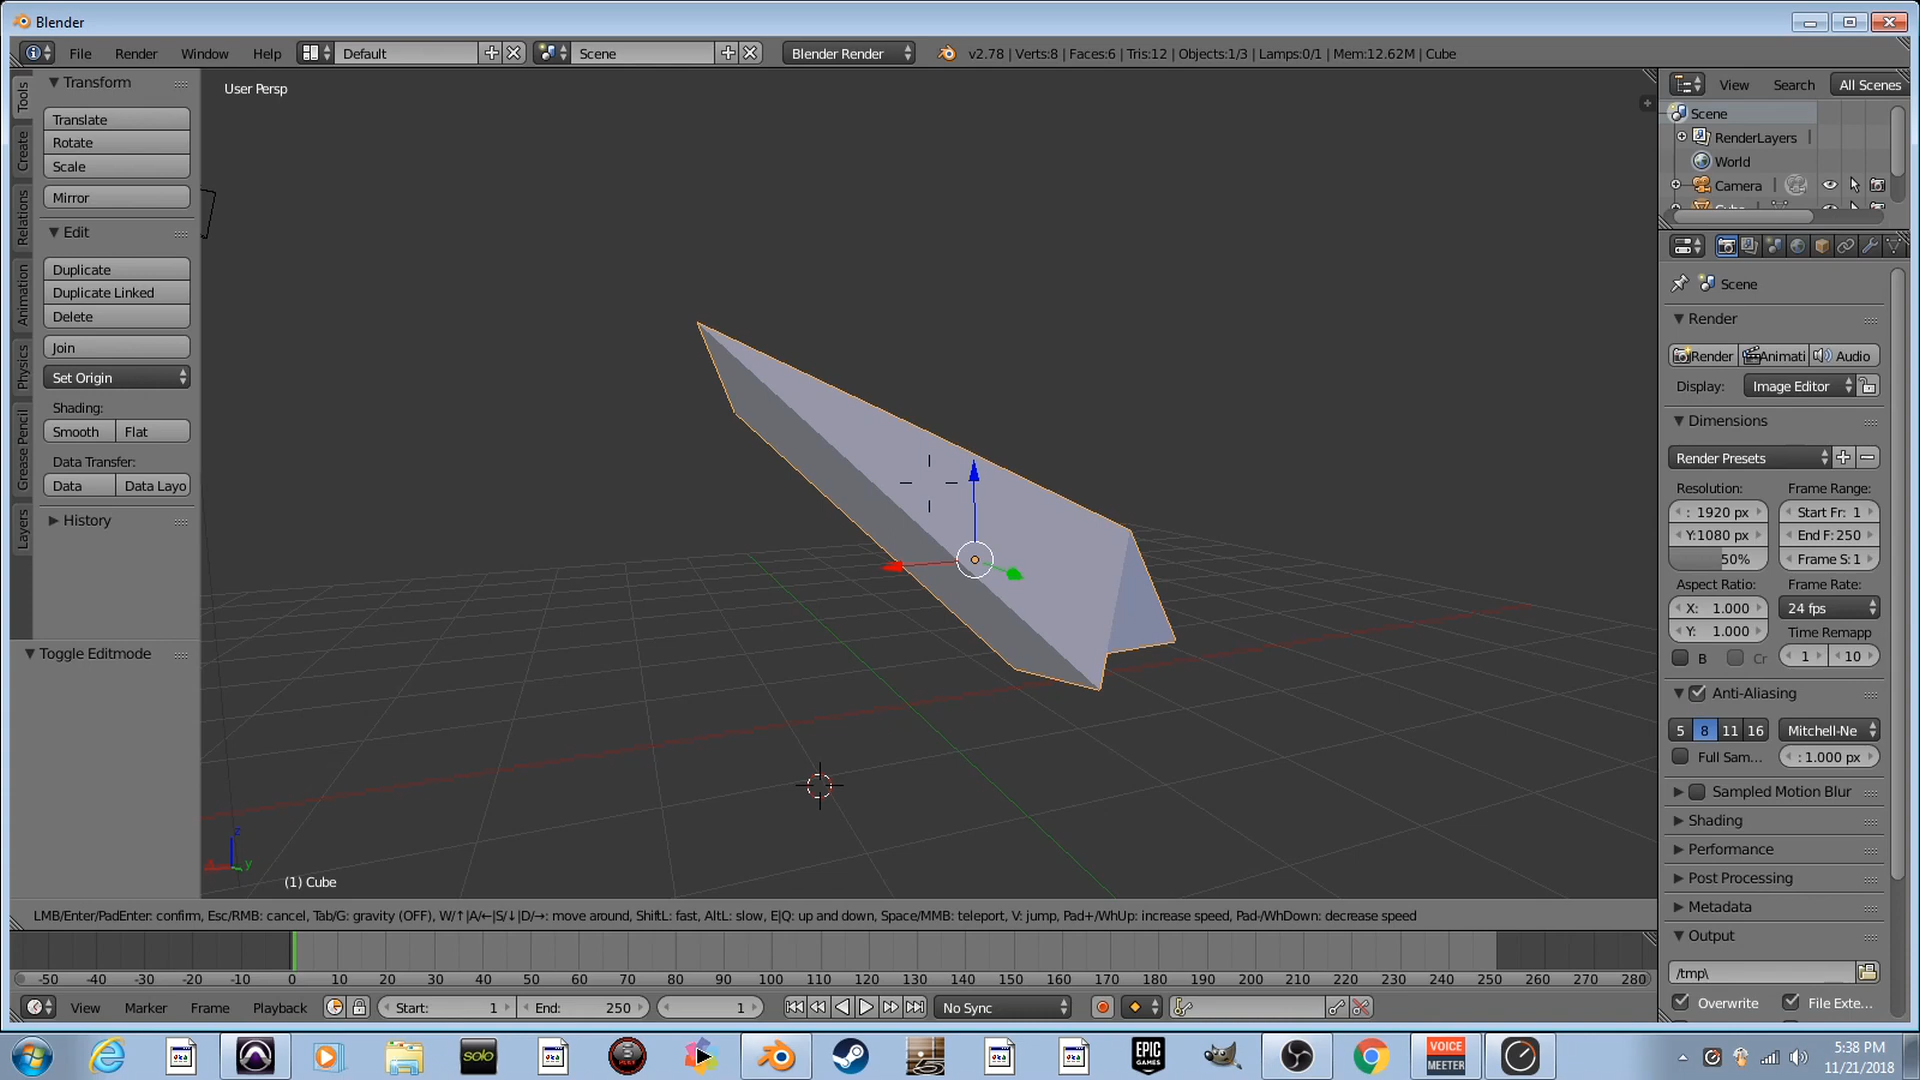 Blender
File Render Window Help Default Scene Blender Render v2.78 | Verts:8 | Faces:6 | Tris:12 | Objects:1/3 | Lamps:0/1 | Mem:12.62M | Cube
Tools
Create
Relations
Animation
Physics
Grease Pencil
Layers
Transform
Translate
Rotate
Scale
Mirror
Edit
Duplicate
Duplicate Linked
Delete
Join
Set Origin
Shading:
Smooth Flat
Data Transfer:
Data Data Layo
History
Toggle Editmode
User Persp
z
y
(1) Cube
View Search All Scenes
Scene
RenderLayers
World
Camera
Scene
Render
Render Animati Audio
Display: Image Editor
Dimensions
Render Presets
Resolution: Frame Range:
: 1920 px Start Fr: 1
Y:1080 px End F:250
50% Frame S:1
Aspect Ratio: Frame Rate:
X: 1.000 24 fps
Y: 1.000 Time Remapp
B Cr 1 10
Anti-Aliasing
5 8 11 16 Mitchell-Ne
Full Sam... : 1.000 px
Sampled Motion Blur
Shading
Performance
Post Processing
Metadata
Output
/tmp\
Overwrite File Exte...
LMB/Enter/PadEnter: confirm, Esc/RMB: cancel, Tab/G: gravity (OFF), W/↑|A/←|S/↓|D/→: move around, ShiftL: fast, AltL: slow, E|Q: up and down, Space/MMB: teleport, V: jump, Pad+/WhUp: increase speed, Pad-/WhDown: decrease speed
-50 -40 -30 -20 -10 0 10 20 30 40 50 60 70 80 90 100 110 120 130 140 150 160 170 180 190 200 210 220 230 240 250 260 270 280
View Marker Frame Playback Start: 1 End: 250 1 No Sync
solo
EPIC GAMES
VOICE MEETER
5:38 PM
11/21/2018